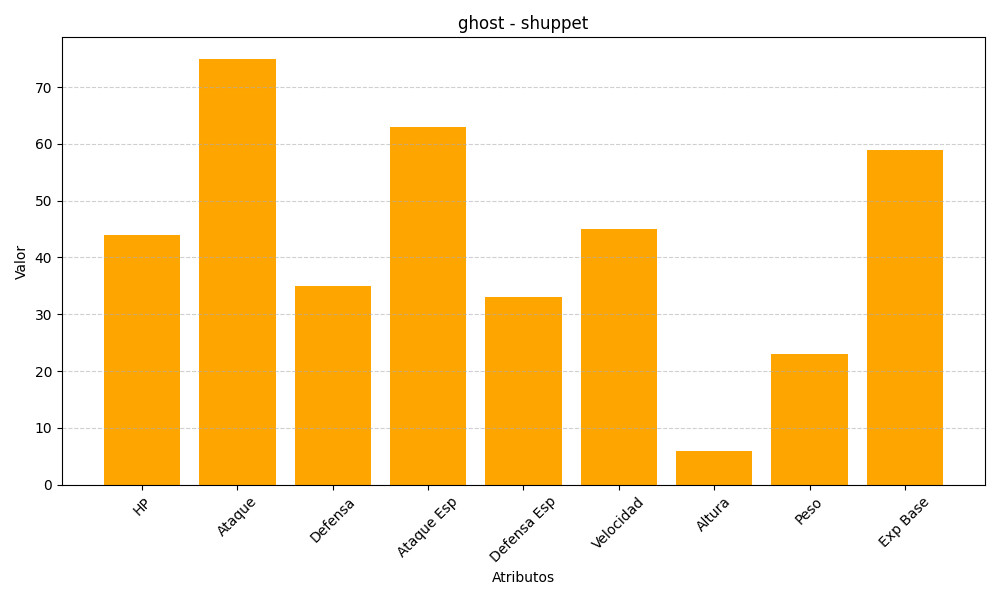 ghost - shuppet
Valor
70
60
50
40
30
20
10
0
HP
Ataque
Defensa
Ataque Esp
Defensa Esp
Velocidad
Altura
Peso
Exp Base
Atributos